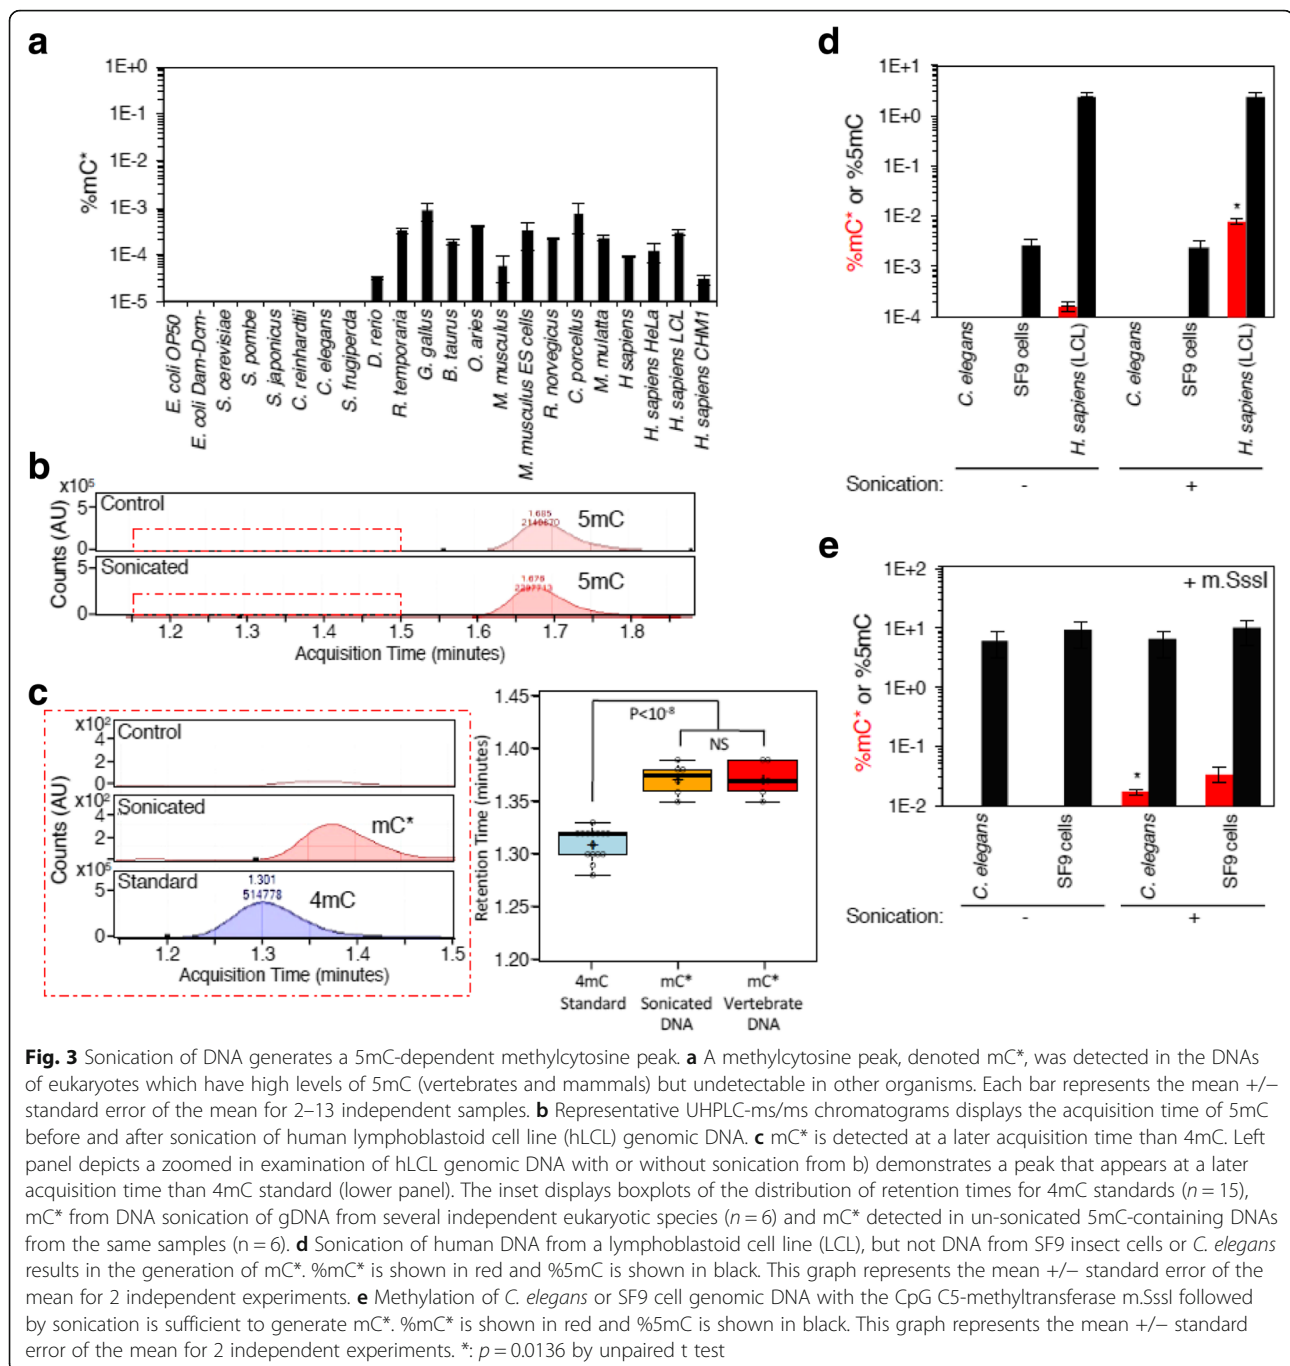 a
1E+0
1E-1
1E-2
1E-3
1E-4
1E-5
%mC*
E. coli OP50
E. coli Dam-Dcm-
S. cerevisiae
S. pombe
S. japonicus
C. reinhardtii
C. elegans
S. frugiperda
D. rerio
R. temporaria
G. gallus
B. taurus
O. aries
M. musculus
M. musculus ES cells
R. norvegicus
C. porcellus
M. mulatta
H sapiens
H. sapiens HeLa
H. sapiens LCL
H. sapiens CHM1
b
x10⁵
Counts (AU)
5
0
Control
1.685
5mC
5
0
Sonicated
1.676
5mC
1.2 1.3 1.4 1.5 1.6 1.7 1.8
Acquisition Time (minutes)
c
Counts (AU)
x10²
4
2
0
Control
x10²
4
2
0
Sonicated
mC*
x10⁵
5
0
Standard
1.301
514778
4mC
1.2 1.3 1.4 1.5
Acquisition Time (minutes)
Retention Time (minutes)
1.45
1.40
1.35
1.30
1.25
1.20
P<10⁻⁸
NS
4mC
Standard
mC*
Sonicated
DNA
mC*
Vertebrate
DNA
d
1E+1
1E+0
1E-1
1E-2
1E-3
1E-4
%mC* or %5mC
*
C. elegans
SF9 cells
H. sapiens (LCL)
C. elegans
SF9 cells
H. sapiens (LCL)
Sonication: - +
e
1E+2
1E+1
1E+0
1E-1
1E-2
%mC* or %5mC
+ m.SssI
*
C. elegans
SF9 cells
C. elegans
SF9 cells
Sonication: - +
Fig. 3 Sonication of DNA generates a 5mC-dependent methylcytosine peak. a A methylcytosine peak, denoted mC*, was detected in the DNAs
of eukaryotes which have high levels of 5mC (vertebrates and mammals) but undetectable in other organisms. Each bar represents the mean +/−
standard error of the mean for 2–13 independent samples. b Representative UHPLC-ms/ms chromatograms displays the acquisition time of 5mC
before and after sonication of human lymphoblastoid cell line (hLCL) genomic DNA. c mC* is detected at a later acquisition time than 4mC. Left
panel depicts a zoomed in examination of hLCL genomic DNA with or without sonication from b) demonstrates a peak that appears at a later
acquisition time than 4mC standard (lower panel). The inset displays boxplots of the distribution of retention times for 4mC standards (n = 15),
mC* from DNA sonication of gDNA from several independent eukaryotic species (n = 6) and mC* detected in un-sonicated 5mC-containing DNAs
from the same samples (n = 6). d Sonication of human DNA from a lymphoblastoid cell line (LCL), but not DNA from SF9 insect cells or C. elegans
results in the generation of mC*. %mC* is shown in red and %5mC is shown in black. This graph represents the mean +/− standard error of the
mean for 2 independent experiments. e Methylation of C. elegans or SF9 cell genomic DNA with the CpG C5-methyltransferase m.SssI followed
by sonication is sufficient to generate mC*. %mC* is shown in red and %5mC is shown in black. This graph represents the mean +/− standard
error of the mean for 2 independent experiments. *: p = 0.0136 by unpaired t test